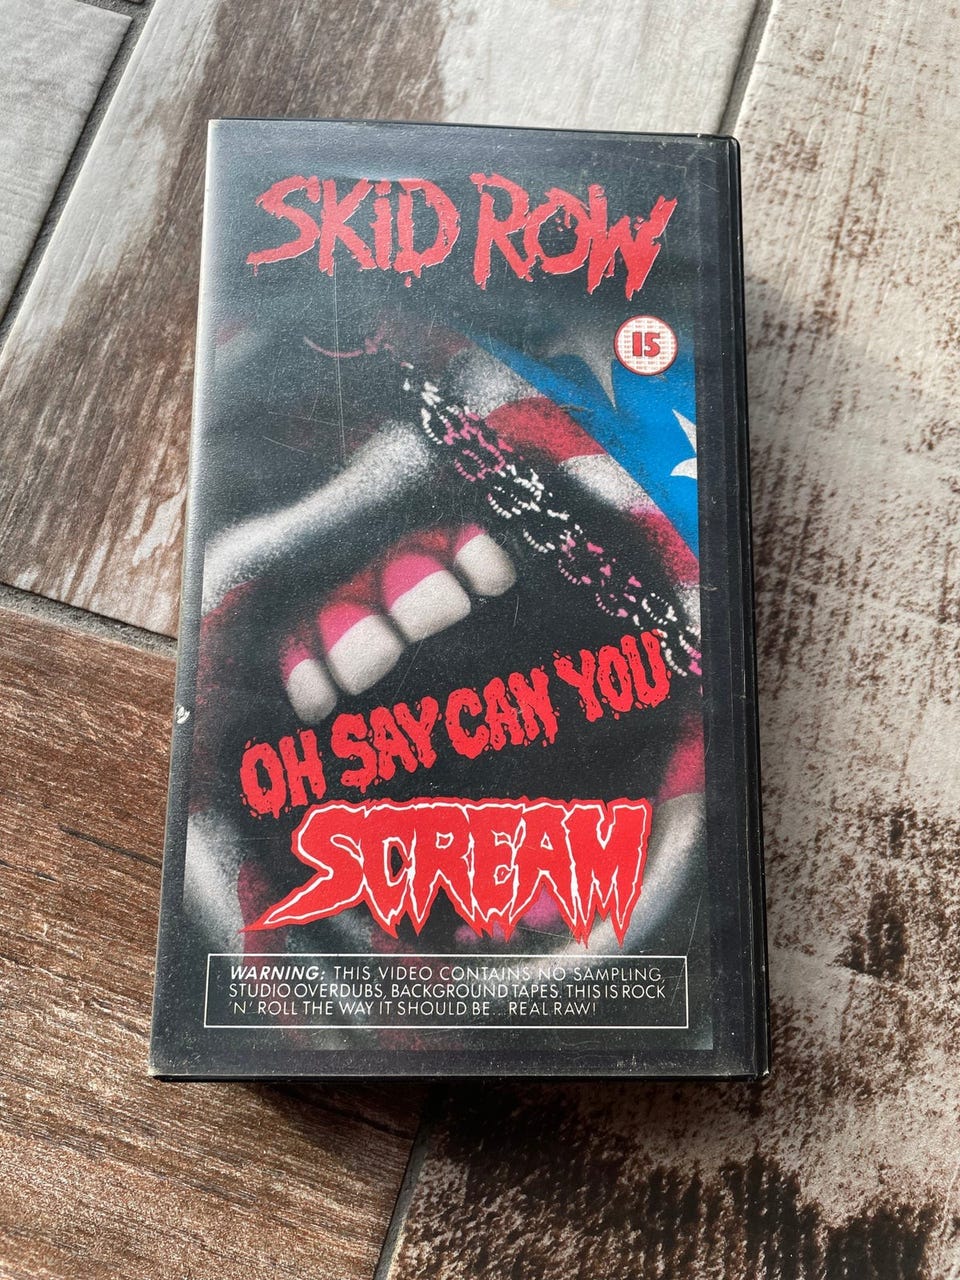 SKiD ROW
15
OH SAY CAN YOU
SCREAM
WARNING: THIS VIDEO CONTAINS NO SAMPLING,
STUDIO OVERDUBS, BACKGROUND TAPES. THIS IS ROCK
'N' ROLL THE WAY IT SHOULD BE... REAL RAW!